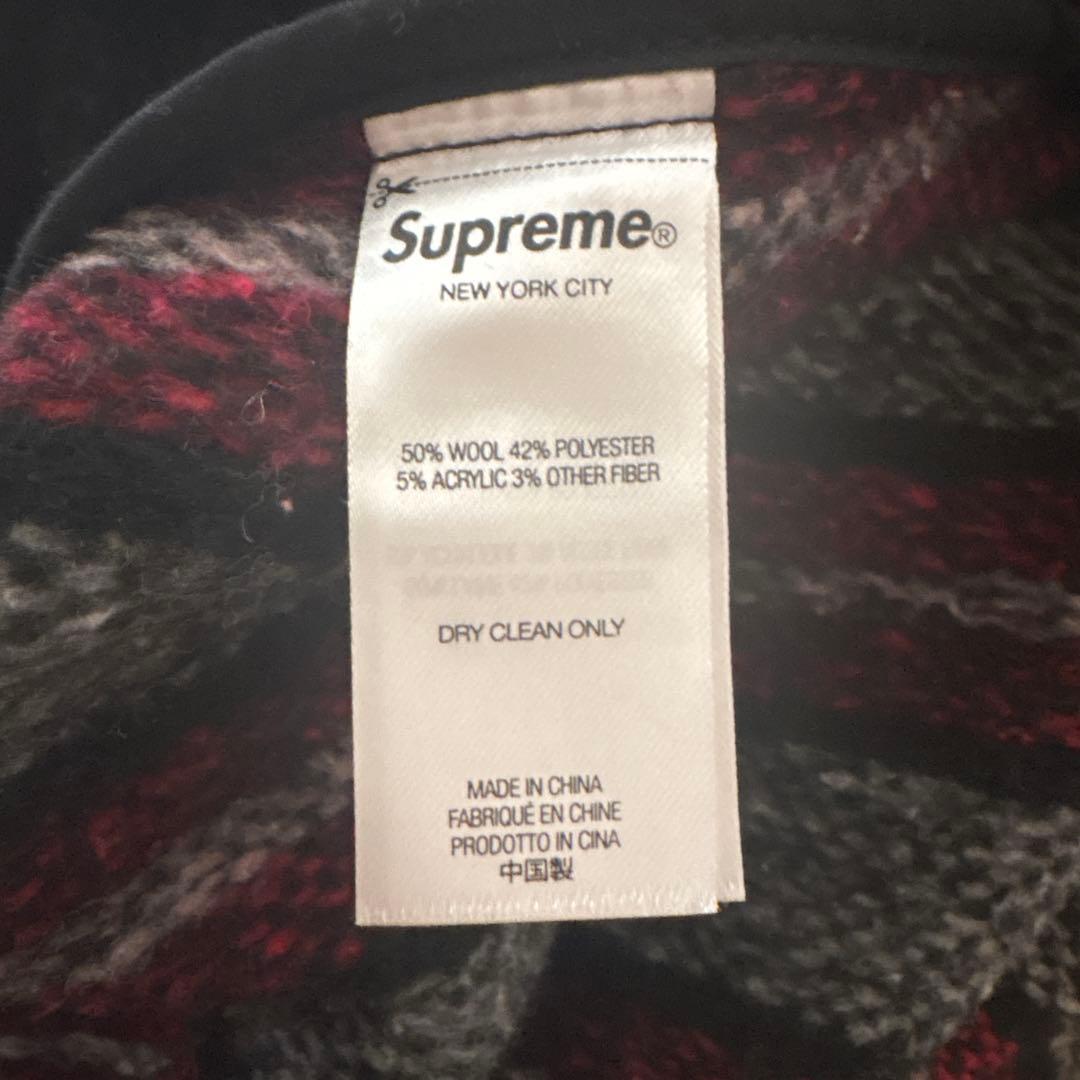 Supreme®
NEW YORK CITY
50% WOOL 42% POLYESTER
5% ACRYLIC 3% OTHER FIBER
DRY CLEAN ONLY
MADE IN CHINA
FABRIQUÉ EN CHINE
PRODOTTO IN CINA
中国製